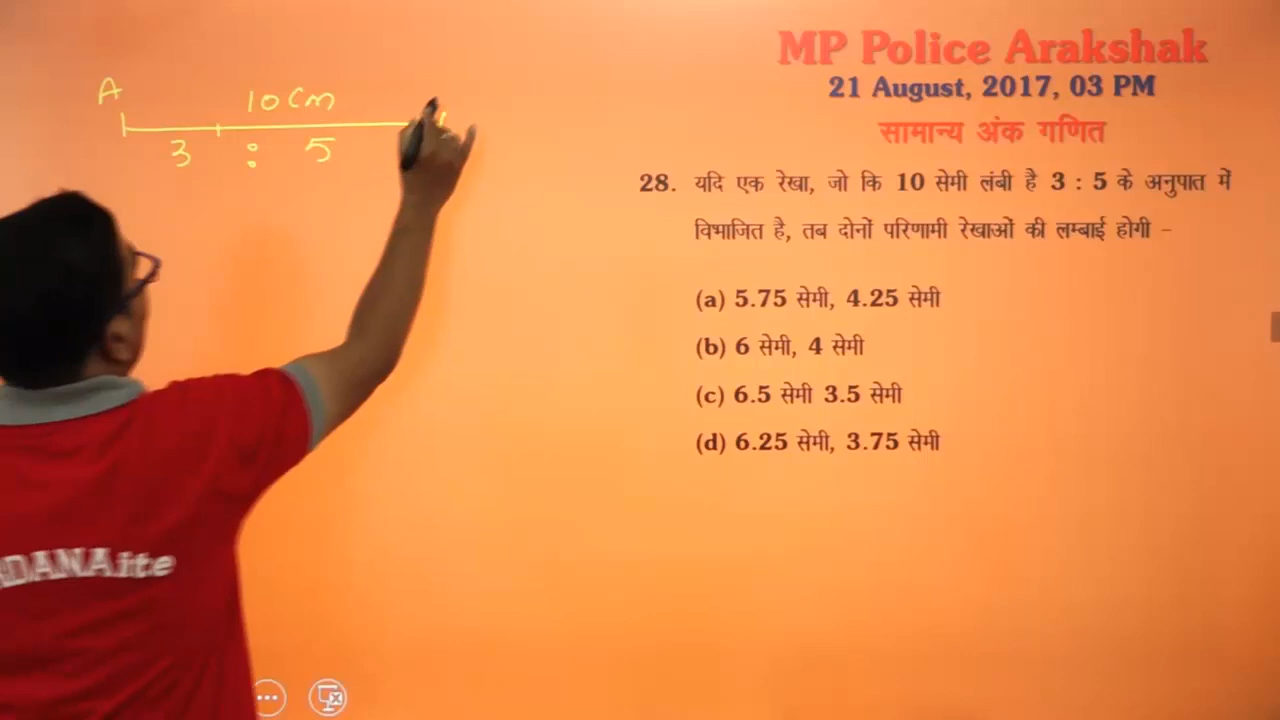 MP Police Arakshak
21 August, 2017, 03 PM
सामान्य अंक गणित
28. यदि एक रेखा, जो कि 10 सेमी लंबी है 3 : 5 के अनुपात में
विभाजित है, तब दोनों परिणामी रेखाओं की लम्बाई होगी -
(a) 5.75 सेमी, 4.25 सेमी
(b) 6 सेमी, 4 सेमी
(c) 6.5 सेमी 3.5 सेमी
(d) 6.25 सेमी, 3.75 सेमी
A
10 cm
3 : 5